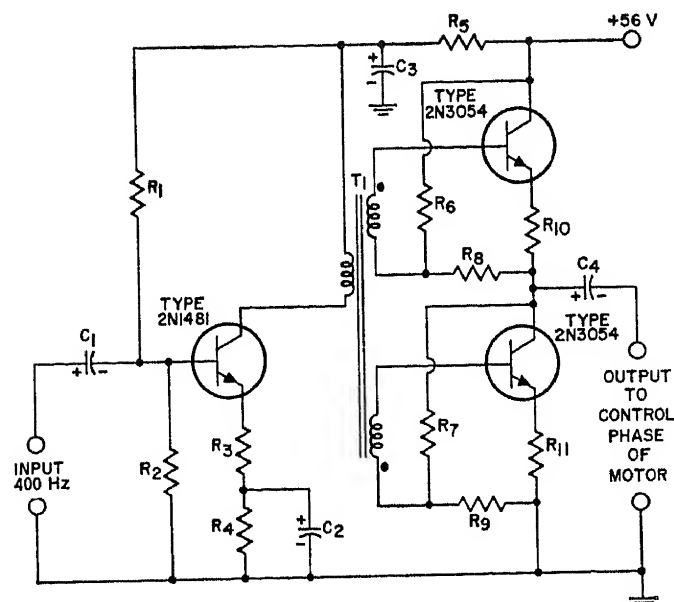 +56 V
R5
+
-
C3
TYPE
2N3054
R1
T1
R6
R10
R8
C4
+ -
TYPE
2N1481
TYPE
2N3054
C1
+ -
INPUT
400 Hz
R2
R3
R4
+
-
C2
R7
R11
R9
OUTPUT
TO
CONTROL
PHASE
OF
MOTOR